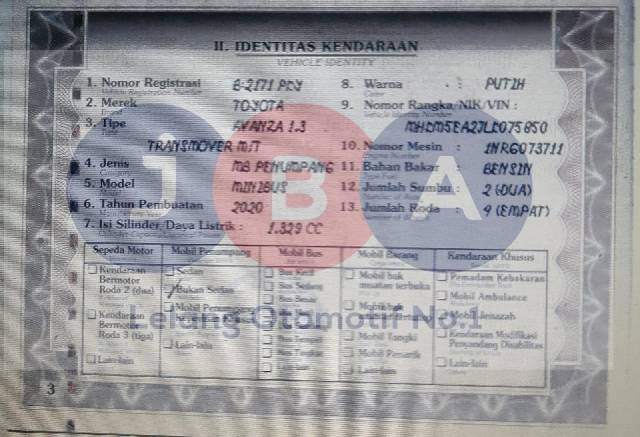 II. IDENTITAS KENDARAAN
VEHICLE IDENTITY
1. Nomor Registrasi B-2171 PKY 8. Warna : PUTIH
2. Merek TOYOTA 9. Nomor Rangka/NIK/VIN :
3. Tipe AVANZA 1.3
TRANSMOVER M/T 10. Nomor Mesin : 1NRG073711
4. Jenis MB PENUMPANG 11. Bahan Bakar : BENSIN
5. Model MINIBUS 12. Jumlah Sumbu : 2 (DUA)
6. Tahun Pembuatan 2020 13. Jumlah Roda : 4 (EMPAT)
7. Isi Silinder/Daya Listrik : 1.329 CC
JBA
Sepeda Motor Mobil Penumpang Mobil Bus Mobil Barang Kendaraan Khusus
Kendaraan Bermotor Roda 2 (dua) Sedan Bus Kecil Mobil bak muatan terbuka Pemadam Kebakaran
Bukan Sedan Bus Sedang Mobil Ambulance
Kendaraan Bermotor Roda 3 (tiga) Bus Besar Mobil Jenazah
Lelang Otomotif No.1
Mobil Tangki Kendaraan Modifikasi Penyandang Disabilitas
Lain-lain Lain-lain Mobil Penarik Lain-lain
Lain-lain
3